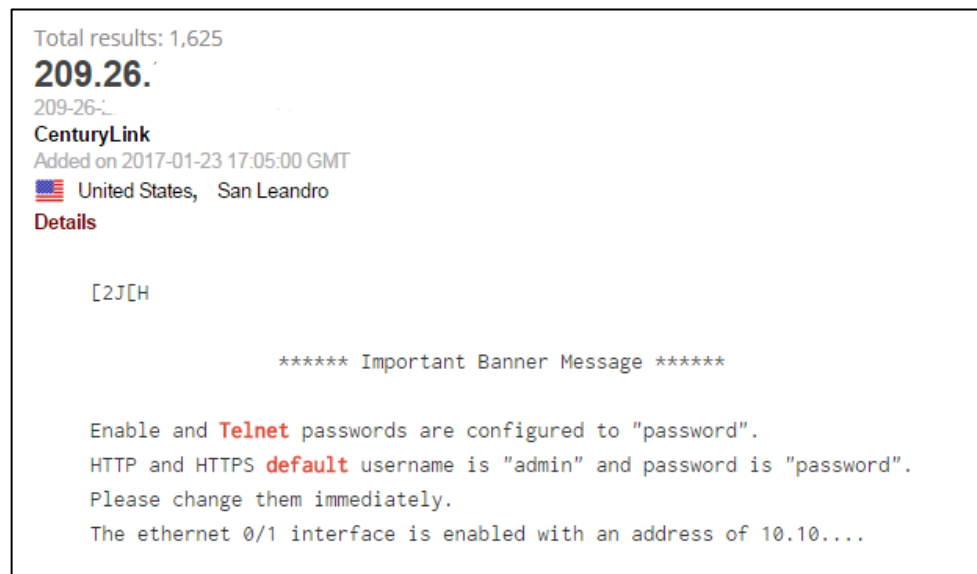 Total results: 1,625
209.26.
209-26-
CenturyLink
Added on 2017-01-23 17:05:00 GMT
United States, San Leandro
Details
[2J[H
****** Important Banner Message ******
Enable and Telnet passwords are configured to "password".
HTTP and HTTPS default username is "admin" and password is "password".
Please change them immediately.
The ethernet 0/1 interface is enabled with an address of 10.10....